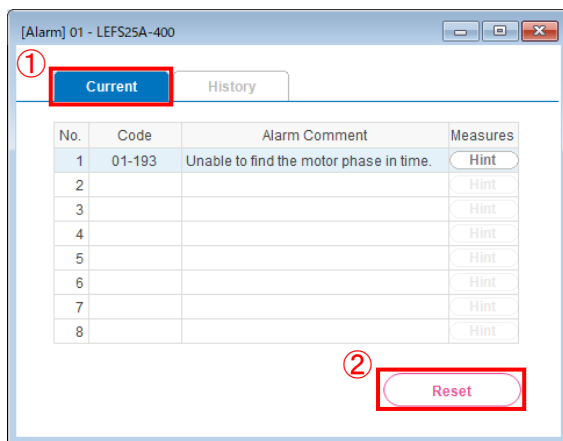 [Alarm] 01 - LEFS25A-400
①
Current History
No. Code Alarm Comment Measures
1 01-193 Unable to find the motor phase in time. Hint
2 Hint
3 Hint
4 Hint
5 Hint
6 Hint
7 Hint
8 Hint
②
Reset